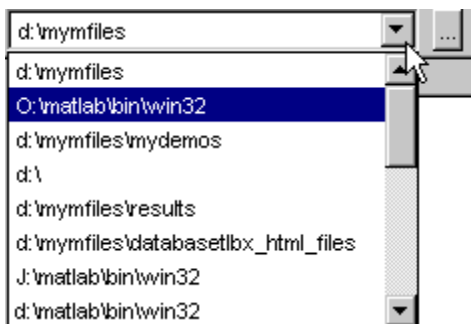 d:\mymfiles
...
d:\mymfiles
O:\matlab\bin\win32
d:\mymfiles\mydemos
d:\
d:\mymfiles\results
d:\mymfiles\databasetlbx_html_files
J:\matlab\bin\win32
d:\matlab\bin\win32